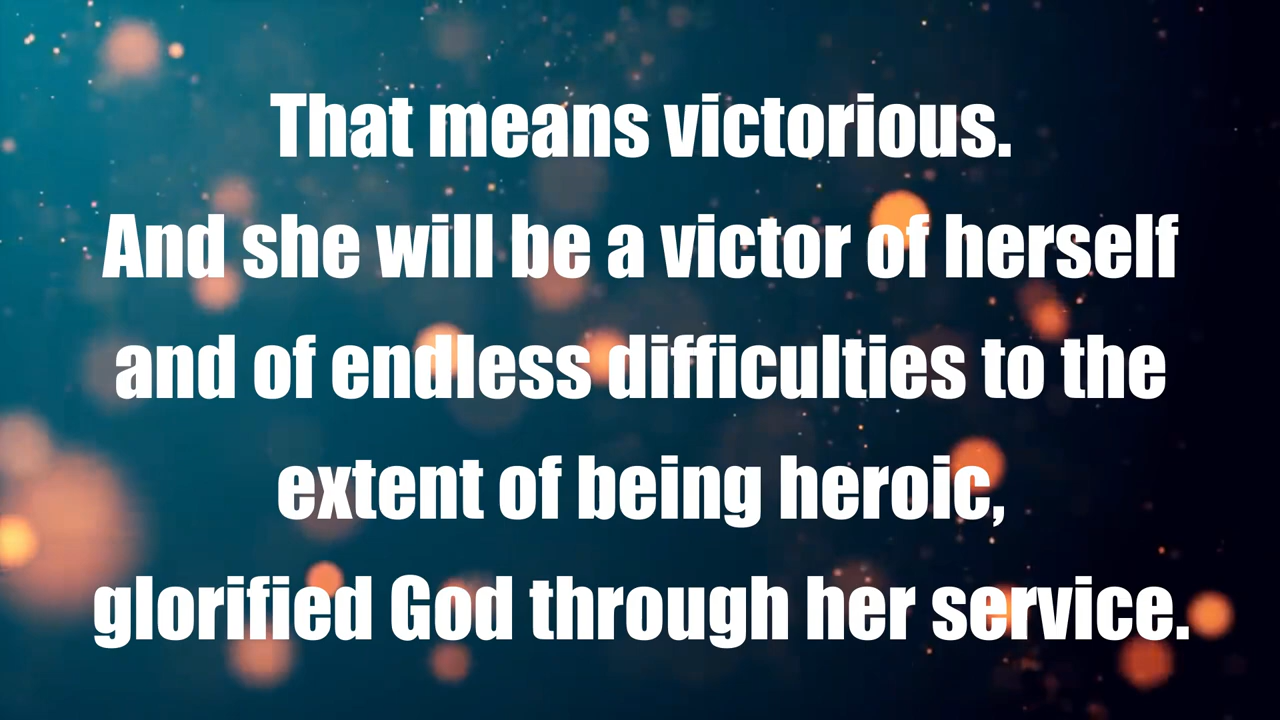 That means victorious.
And she will be a victor of herself
and of endless difficulties to the
extent of being heroic,
glorified God through her service.